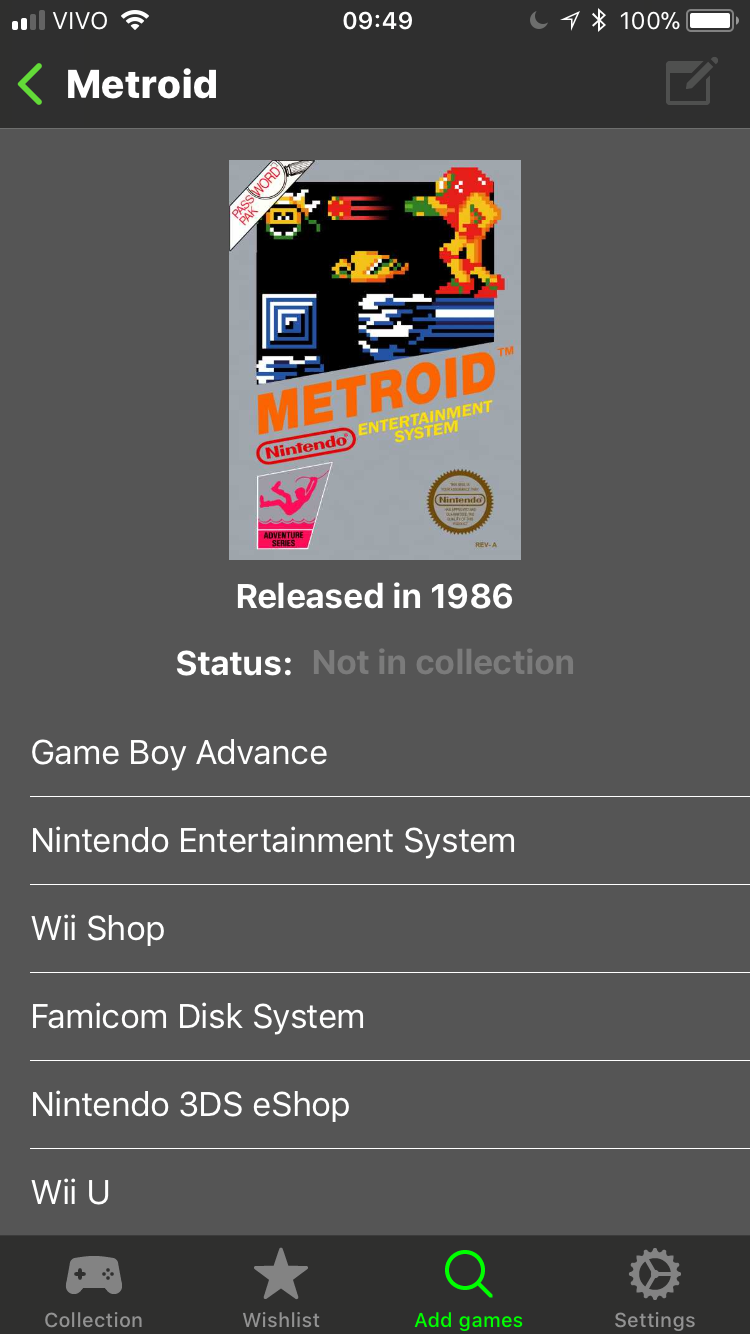 VIVO
09:49
100%
Metroid
PASSWORD
PAK
METROID™
Nintendo®
ENTERTAINMENT
SYSTEM
Nintendo
ADVENTURE
SERIES
REV-A
Released in 1986
Status: Not in collection
Game Boy Advance
Nintendo Entertainment System
Wii Shop
Famicom Disk System
Nintendo 3DS eShop
Wii U
Collection
Wishlist
Add games
Settings